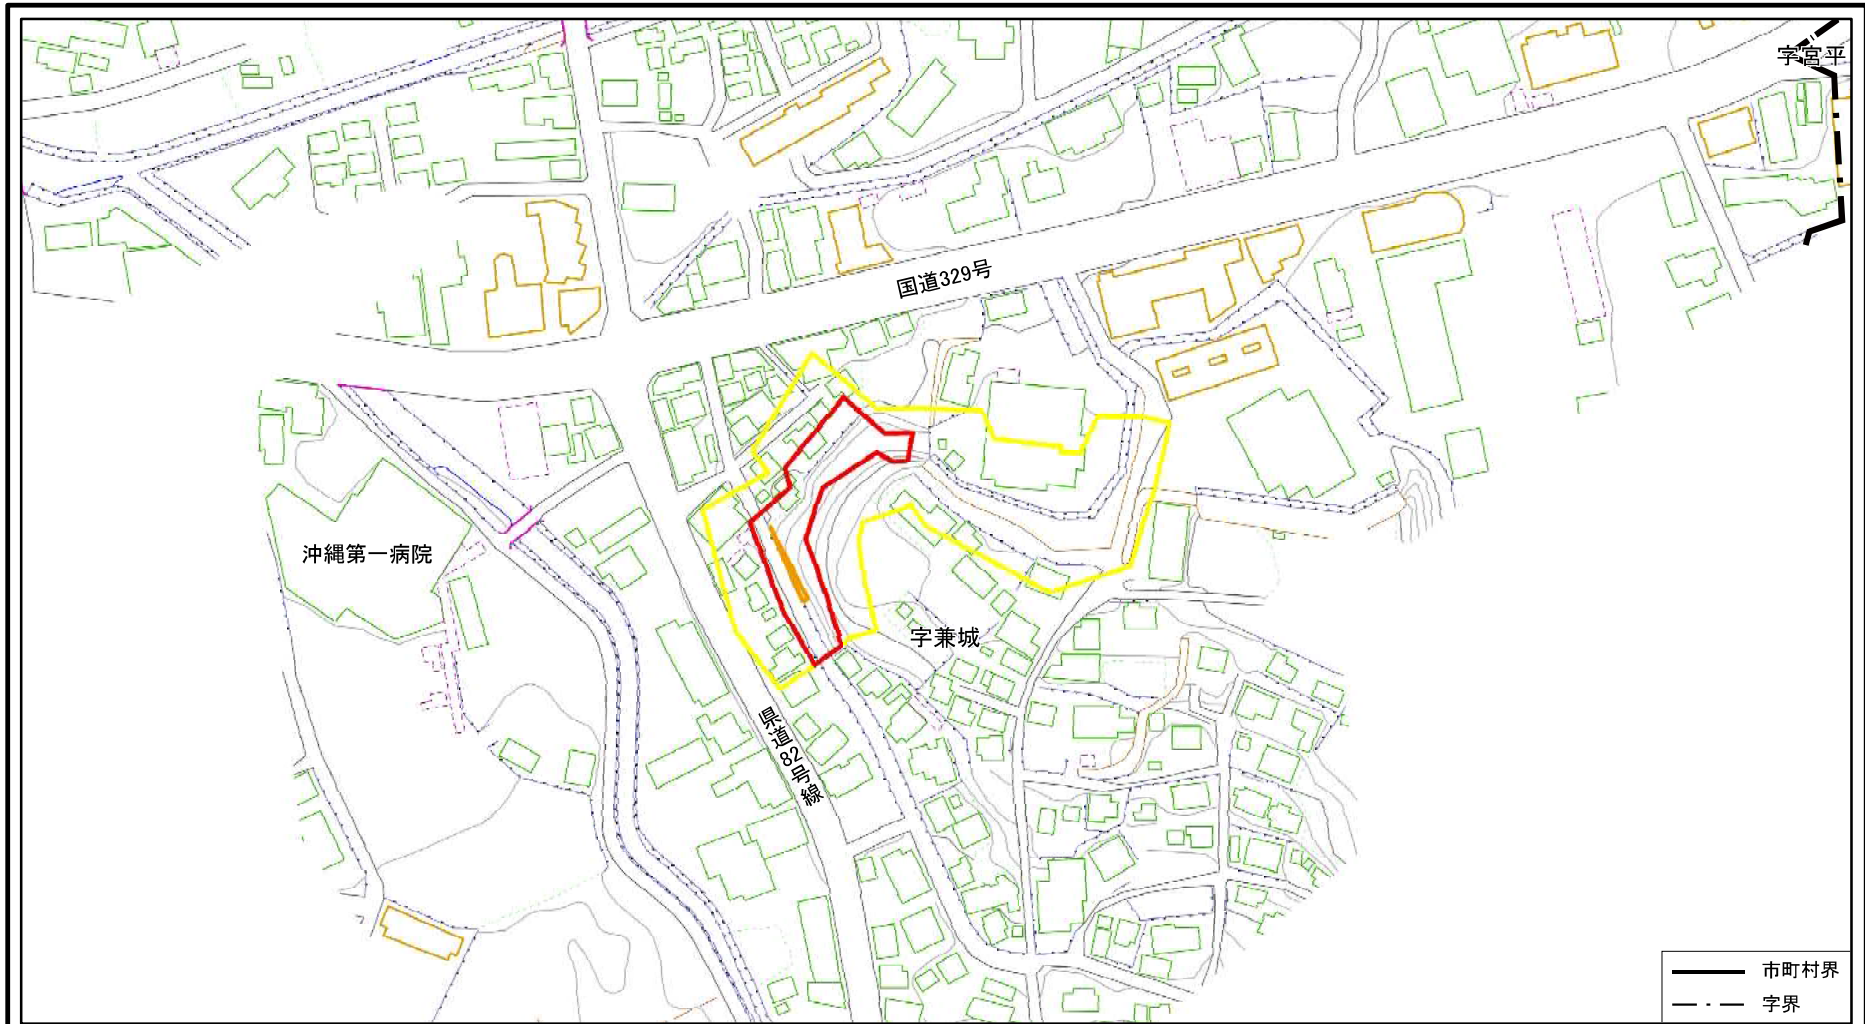 字宮平
国道329号
沖縄第一病院
字兼城
県道82号線
市町村界
字界